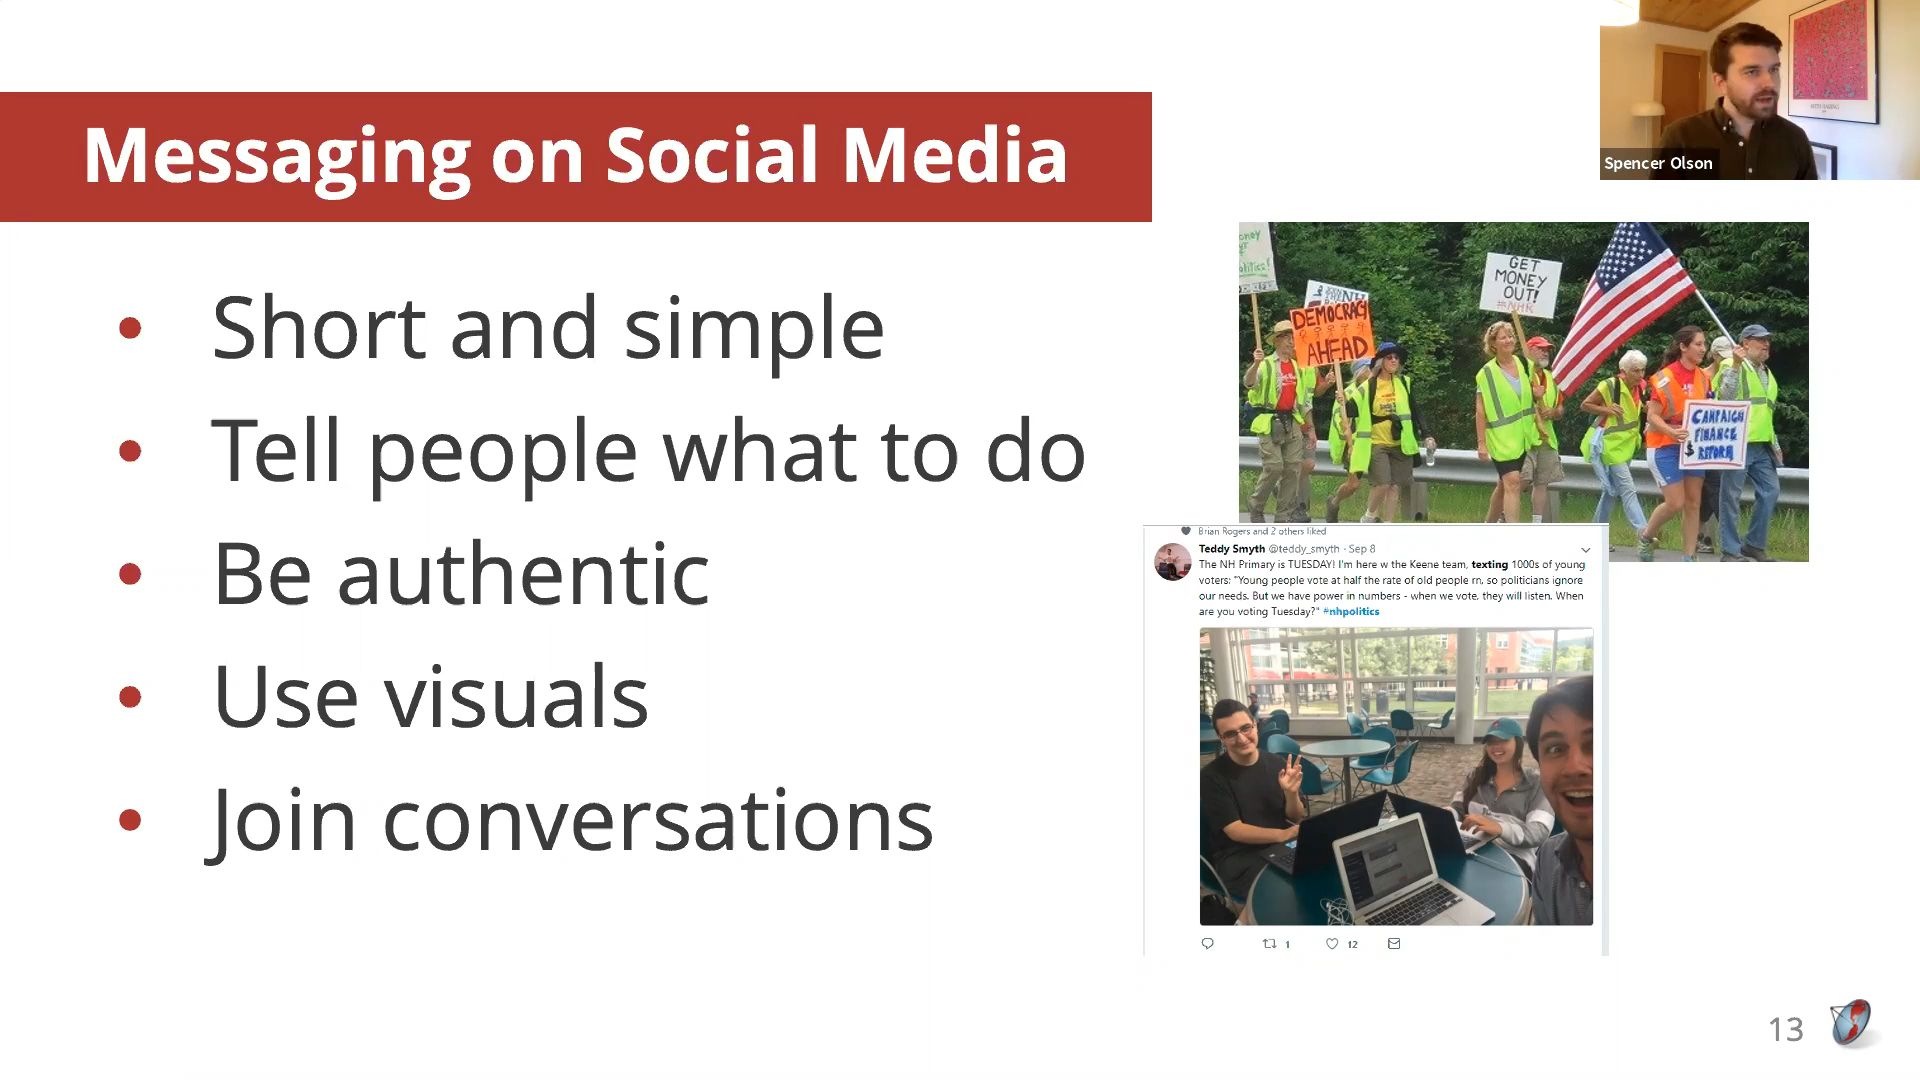 Messaging on Social Media
Spencer Olson
Short and simple
Tell people what to do
Be authentic
Use visuals
Join conversations
GET
MONEY
OUT!
DEMOCRACY
AHEAD
CAMPAIGN
FINANCE
REFORM
Brian Rogers and 2 others liked
Teddy Smyth @teddy_smyth · Sep 8
The NH Primary is TUESDAY! I'm here w the Keene team, texting 1000s of young
voters: "Young people vote at half the rate of old people rn, so politicians ignore
our needs. But we have power in numbers - when we vote, they will listen. When
are you voting Tuesday?" #nhpolitics
1 12
13